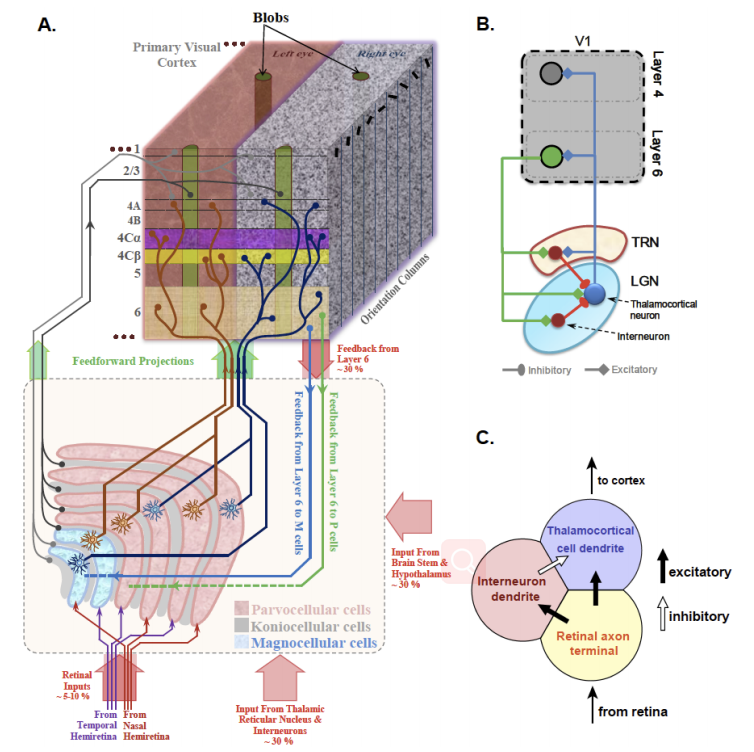 A.
Blobs
Primary Visual
Cortex
Left eye
Right eye
1
2/3
4A
4B
4Cα
4Cβ
5
6
Orientation Columns
Feedforward Projections
Feedback from
Layer 6
~ 30 %
Feedback from Layer 6 to M cells
Feedback from Layer 6 to P cells
Input From
Brain Stem &
Hypothalamus
~ 30 %
Parvocellular cells
Koniocellular cells
Magnocellular cells
Retinal
Inputs
~ 5-10 %
From
Temporal
Hemiretina
From
Nasal
Hemiretina
Input From Thalamic
Reticular Nucleus &
Interneurons
~ 30 %
B.
V1
Layer 4
Layer 6
TRN
LGN
Thalamocortical
neuron
Interneuron
Inhibitory
Excitatory
C.
to cortex
Thalamocortical
cell dendrite
Interneuron
dendrite
Retinal axon
terminal
excitatory
inhibitory
from retina